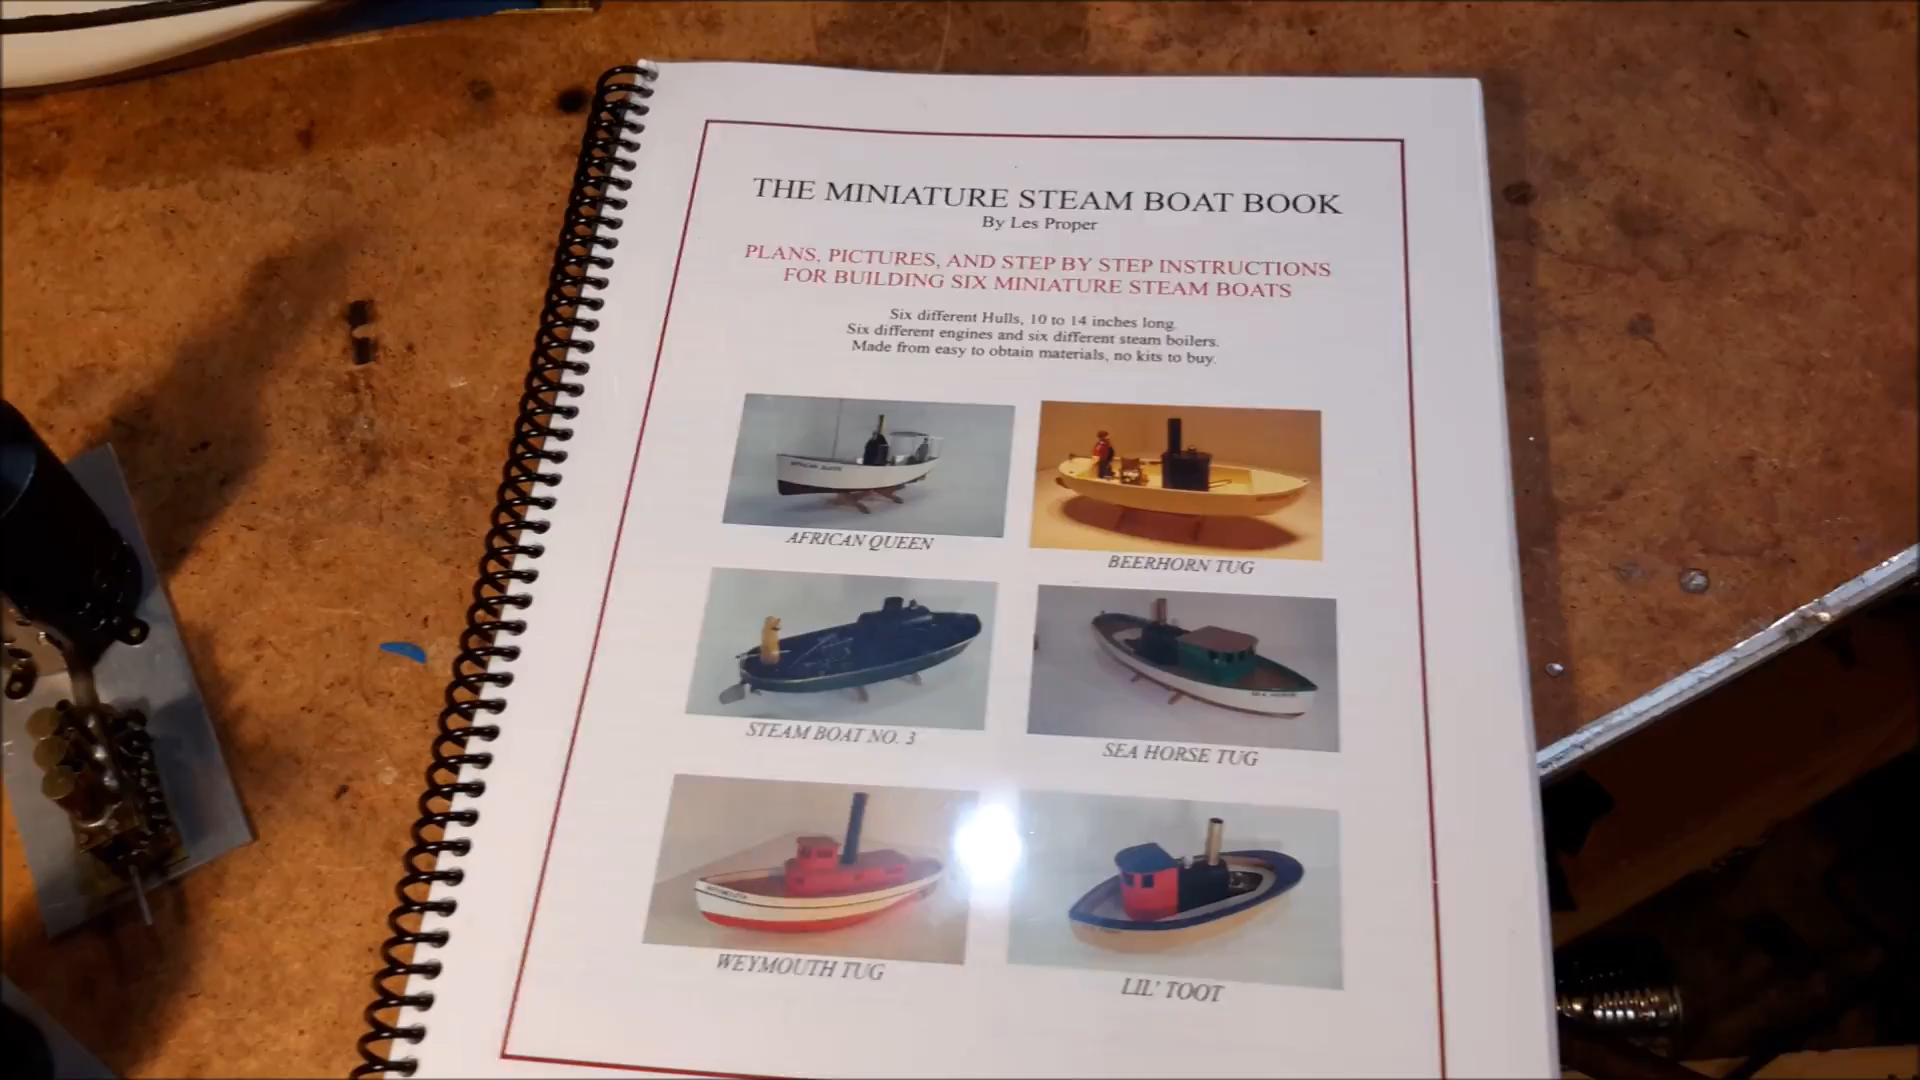 THE MINIATURE STEAM BOAT BOOK
By Les Proper
PLANS, PICTURES, AND STEP BY STEP INSTRUCTIONS
FOR BUILDING SIX MINIATURE STEAM BOATS
Six different Hulls, 10 to 14 inches long.
Six different engines and six different steam boilers.
Made from easy to obtain materials, no kits to buy.
AFRICAN QUEEN
BEERHORN TUG
STEAM BOAT NO. 3
SEA HORSE TUG
WEYMOUTH TUG
LIL' TOOT